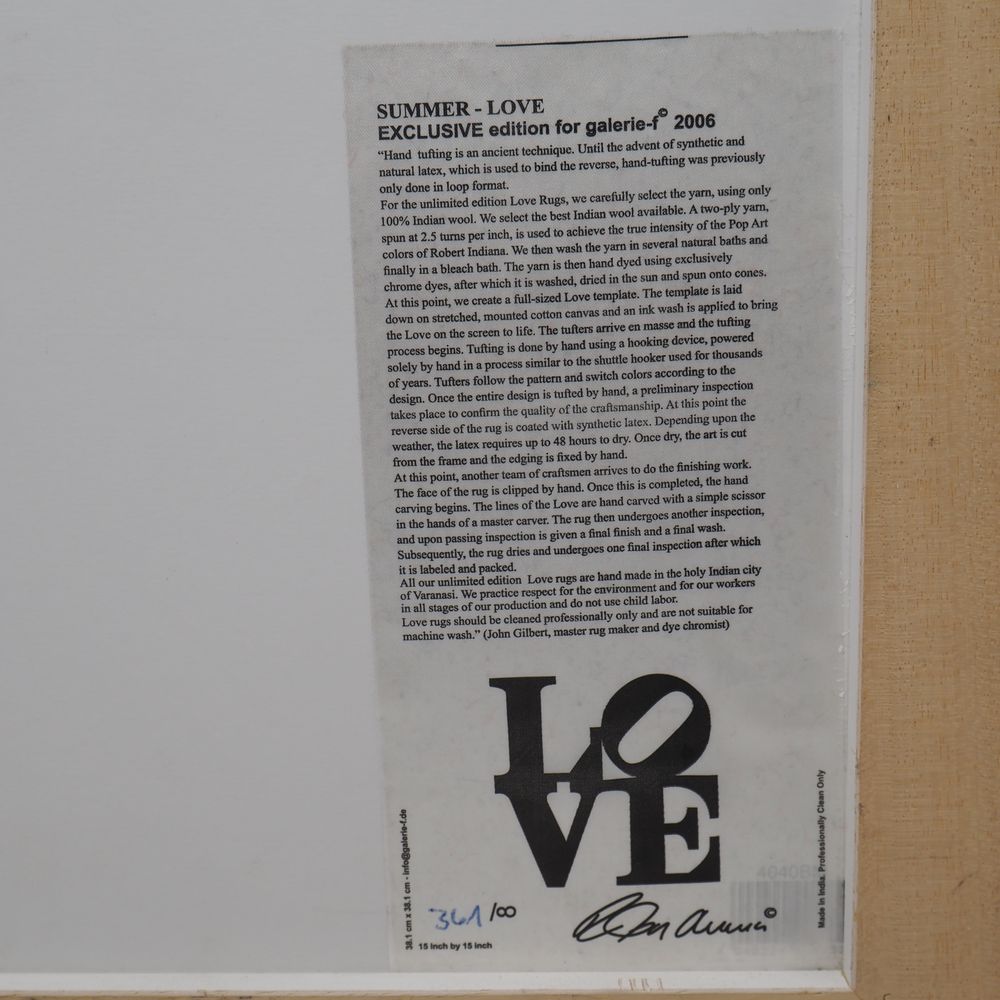 SUMMER - LOVE
EXCLUSIVE edition for galerie-f© 2006
“Hand tufting is an ancient technique. Until the advent of synthetic and
natural latex, which is used to bind the reverse, hand-tufting was previously
only done in loop format.
For the unlimited edition Love Rugs, we carefully select the yarn, using only
100% Indian wool. We select the best Indian wool available. A two-ply yarn,
spun at 2.5 turns per inch, is used to achieve the true intensity of the Pop Art
colors of Robert Indiana. We then wash the yarn in several natural baths and
finally in a bleach bath. The yarn is then hand dyed using exclusively
chrome dyes, after which it is washed, dried in the sun and spun onto cones.
At this point, we create a full-sized Love template. The template is laid
down on stretched, mounted cotton canvas and an ink wash is applied to bring
the Love on the screen to life. The tufters arrive en masse and the tufting
process begins. Tufting is done by hand using a hooking device, powered
solely by hand in a process similar to the shuttle hooker used for thousands
of years. Tufters follow the pattern and switch colors according to the
design. Once the entire design is tufted by hand, a preliminary inspection
takes place to confirm the quality of the craftsmanship. At this point the
reverse side of the rug is coated with synthetic latex. Depending upon the
weather, the latex requires up to 48 hours to dry. Once dry, the art is cut
from the frame and the edging is fixed by hand.
At this point, another team of craftsmen arrives to do the finishing work.
The face of the rug is clipped by hand. Once this is completed, the hand
carving begins. The lines of the Love are hand carved with a simple scissor
in the hands of a master carver. The rug then undergoes another inspection,
and upon passing inspection is given a final finish and a final wash.
Subsequently, the rug dries and undergoes one final inspection after which
it is labeled and packed.
All our unlimited edition Love rugs are hand made in the holy Indian city
of Varanasi. We practice respect for the environment and for our workers
in all stages of our production and do not use child labor.
Love rugs should be cleaned professionally only and are not suitable for
machine wash.” (John Gilbert, master rug maker and dye chromist)
LO
VE
38.1 cm x 38.1 cm - info@galerie-f.de
361/∞
15 inch by 15 inch
©
Made in India. Professionally Clean Only